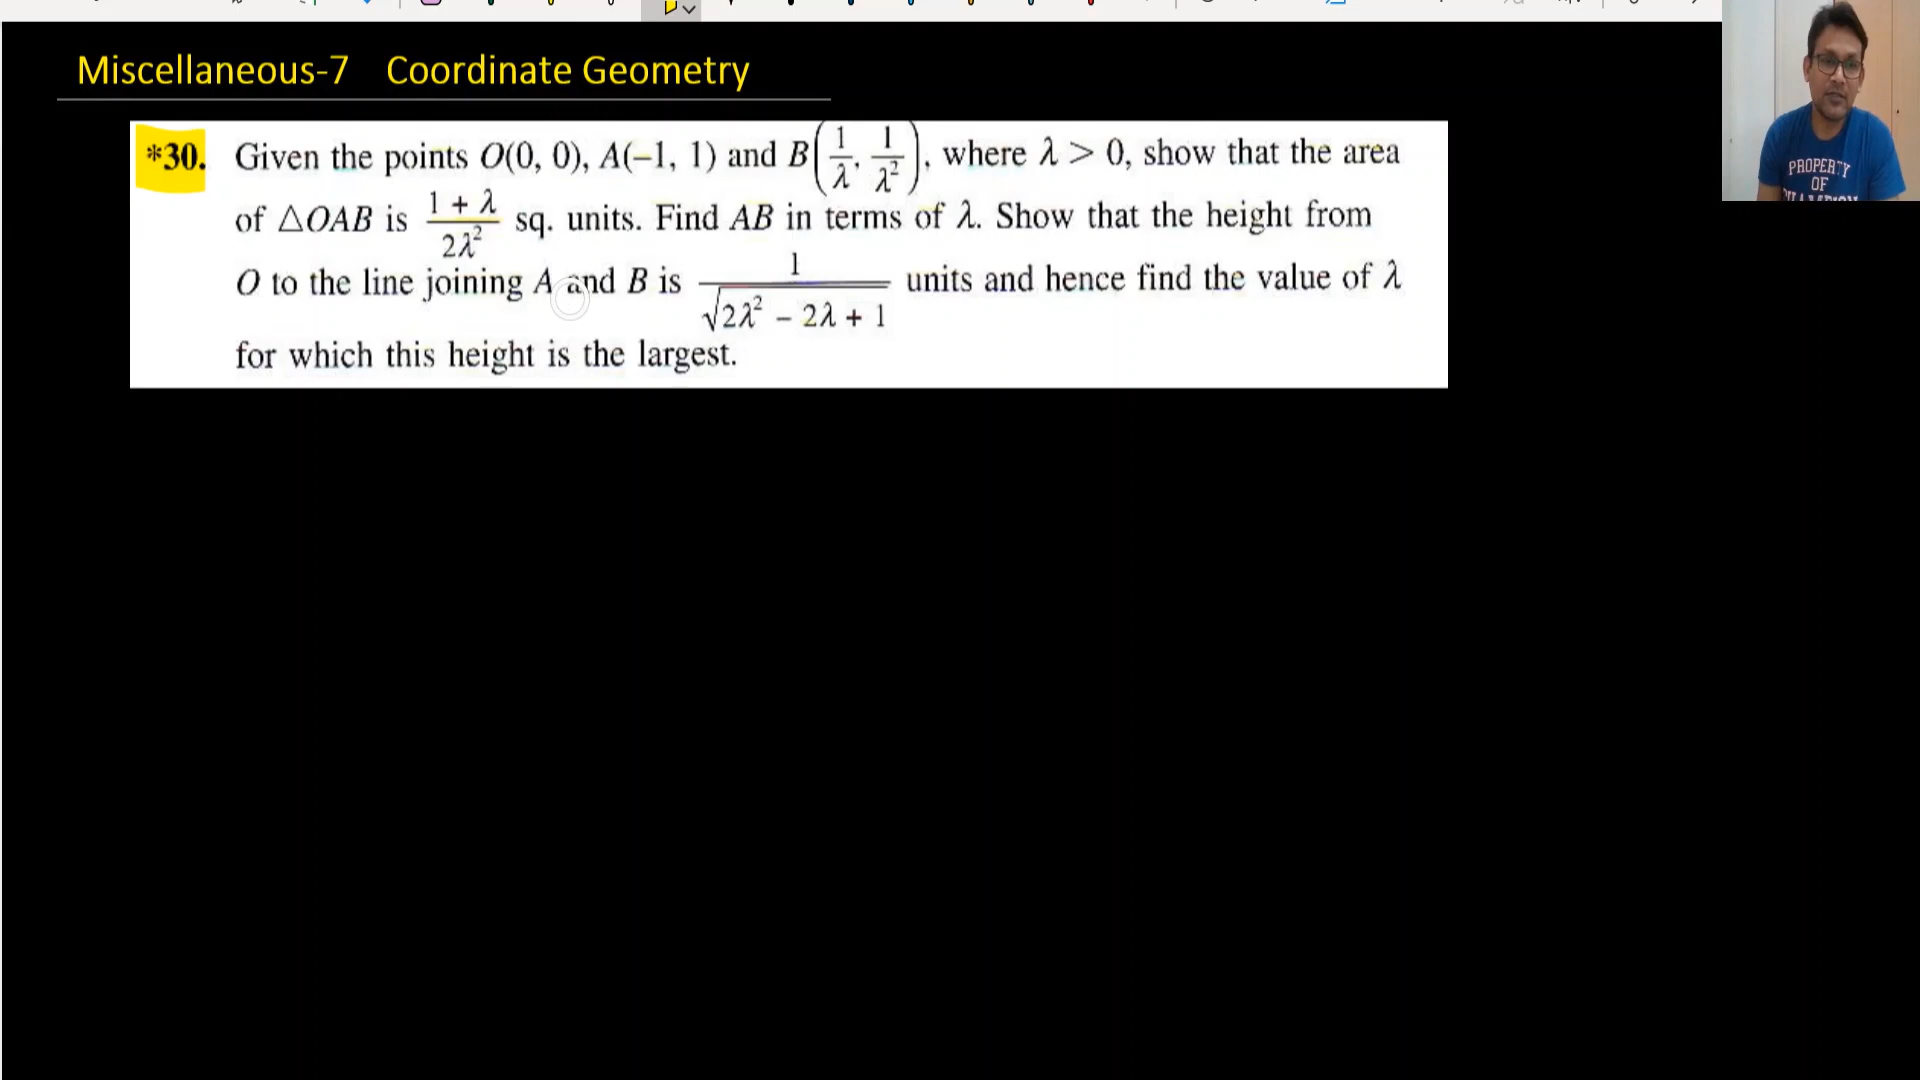 Miscellaneous-7 Coordinate Geometry
*30. Given the points O(0, 0), A(−1, 1) and B(1/λ, 1/λ²), where λ > 0, show that the area
of △OAB is (1 + λ)/(2λ²) sq. units. Find AB in terms of λ. Show that the height from
O to the line joining A and B is 1/√(2λ² − 2λ + 1) units and hence find the value of λ
for which this height is the largest.
PROPERTY
OF